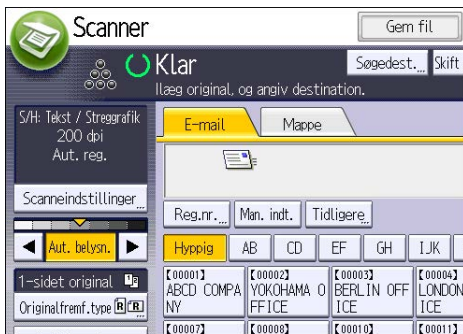 Scanner
Gem fil
Klar
Søgedest.
Skift
Ilæg original, og angiv destination.
S/H: Tekst / Streggrafik
200 dpi
Aut. reg.
E-mail
Mappe
Scanneindstillinger
Reg.nr.
Man. indt.
Tidligere
Aut. belysn.
Hyppig
AB
CD
EF
GH
IJK
1-sidet original
Originalfremf.type
[00001]
ABCD COMPA
NY
[00002]
YOKOHAMA O
FFICE
[00003]
BERLIN OFF
ICE
[00004]
LONDON
ICE
[00007]
[00008]
[00010]
[00011]